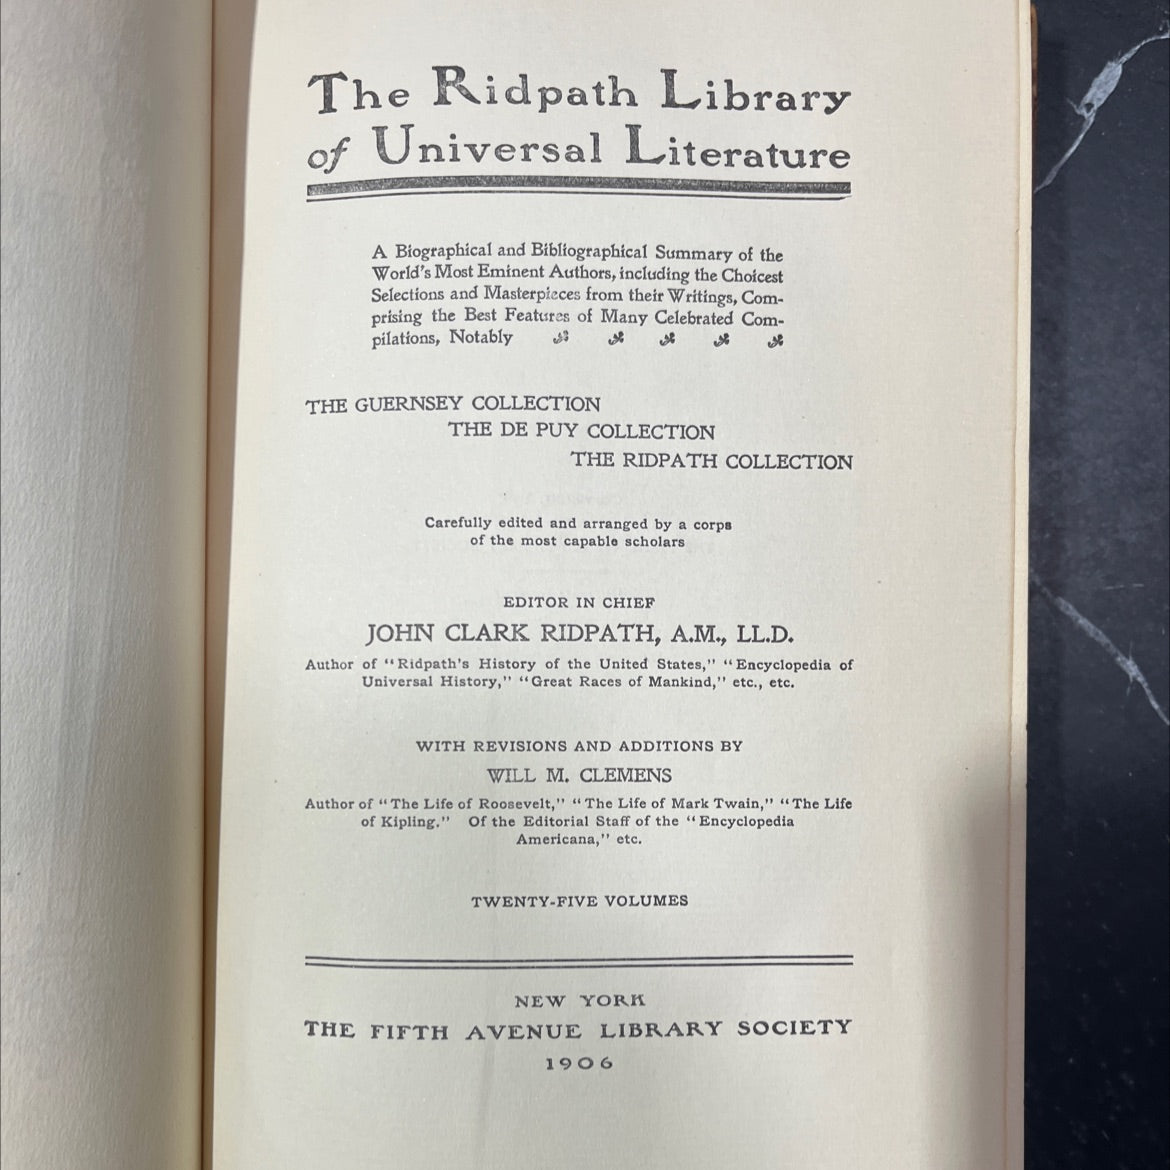 The Ridpath Library
of Universal Literature
A Biographical and Bibliographical Summary of the
World's Most Eminent Authors, including the Choicest
Selections and Masterpieces from their Writings, Com-
prising the Best Features of Many Celebrated Com-
pilations, Notably
THE GUERNSEY COLLECTION
THE DE PUY COLLECTION
THE RIDPATH COLLECTION
Carefully edited and arranged by a corps
of the most capable scholars
EDITOR IN CHIEF
JOHN CLARK RIDPATH, A.M., LL.D.
Author of "Ridpath's History of the United States," "Encyclopedia of
Universal History," "Great Races of Mankind," etc., etc.
WITH REVISIONS AND ADDITIONS BY
WILL M. CLEMENS
Author of "The Life of Roosevelt," "The Life of Mark Twain," "The Life
of Kipling." Of the Editorial Staff of the "Encyclopedia
Americana," etc.
TWENTY-FIVE VOLUMES
NEW YORK
THE FIFTH AVENUE LIBRARY SOCIETY
1906